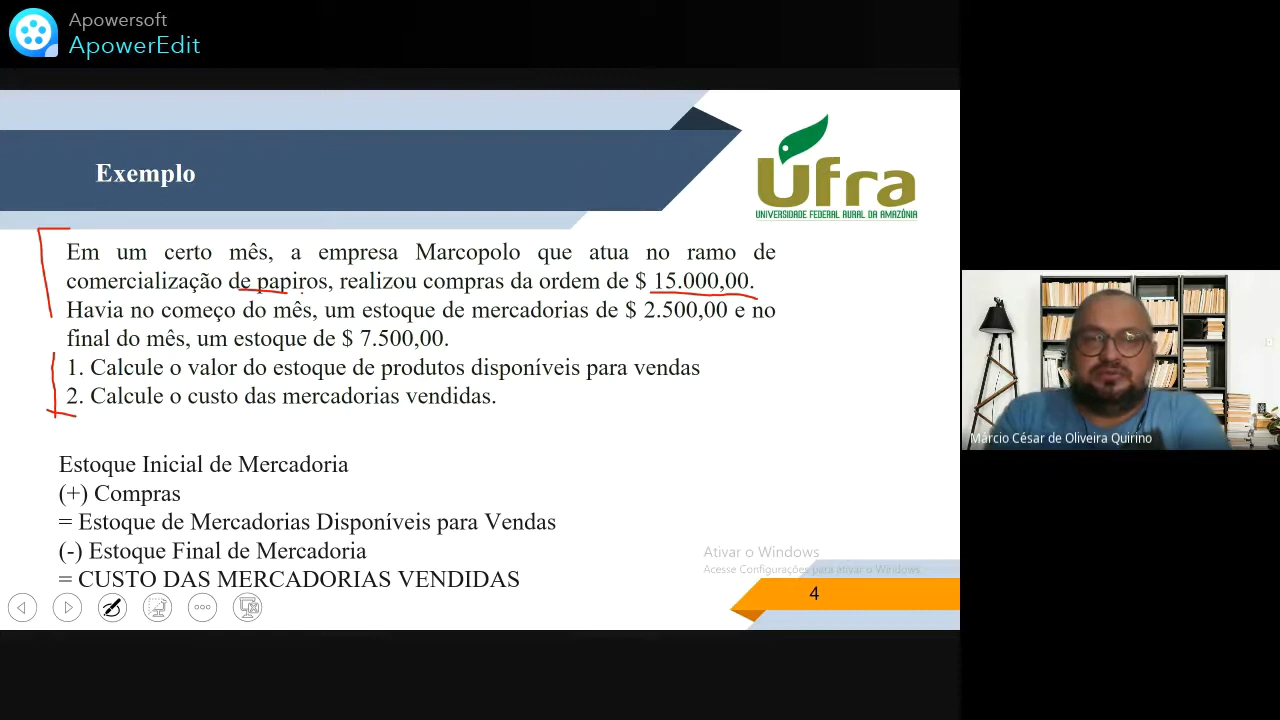 Apowersoft
ApowerEdit
Exemplo
Ufra
UNIVERSIDADE FEDERAL RURAL DA AMAZÔNIA
Em um certo mês, a empresa Marcopolo que atua no ramo de
comercialização de papiros, realizou compras da ordem de $ 15.000,00.
Havia no começo do mês, um estoque de mercadorias de $ 2.500,00 e no
final do mês, um estoque de $ 7.500,00.
1. Calcule o valor do estoque de produtos disponíveis para vendas
2. Calcule o custo das mercadorias vendidas.
Estoque Inicial de Mercadoria
(+) Compras
= Estoque de Mercadorias Disponíveis para Vendas
(-) Estoque Final de Mercadoria
= CUSTO DAS MERCADORIAS VENDIDAS
Ativar o Windows
Acesse Configurações para ativar o Windows
4
Márcio César de Oliveira Quirino